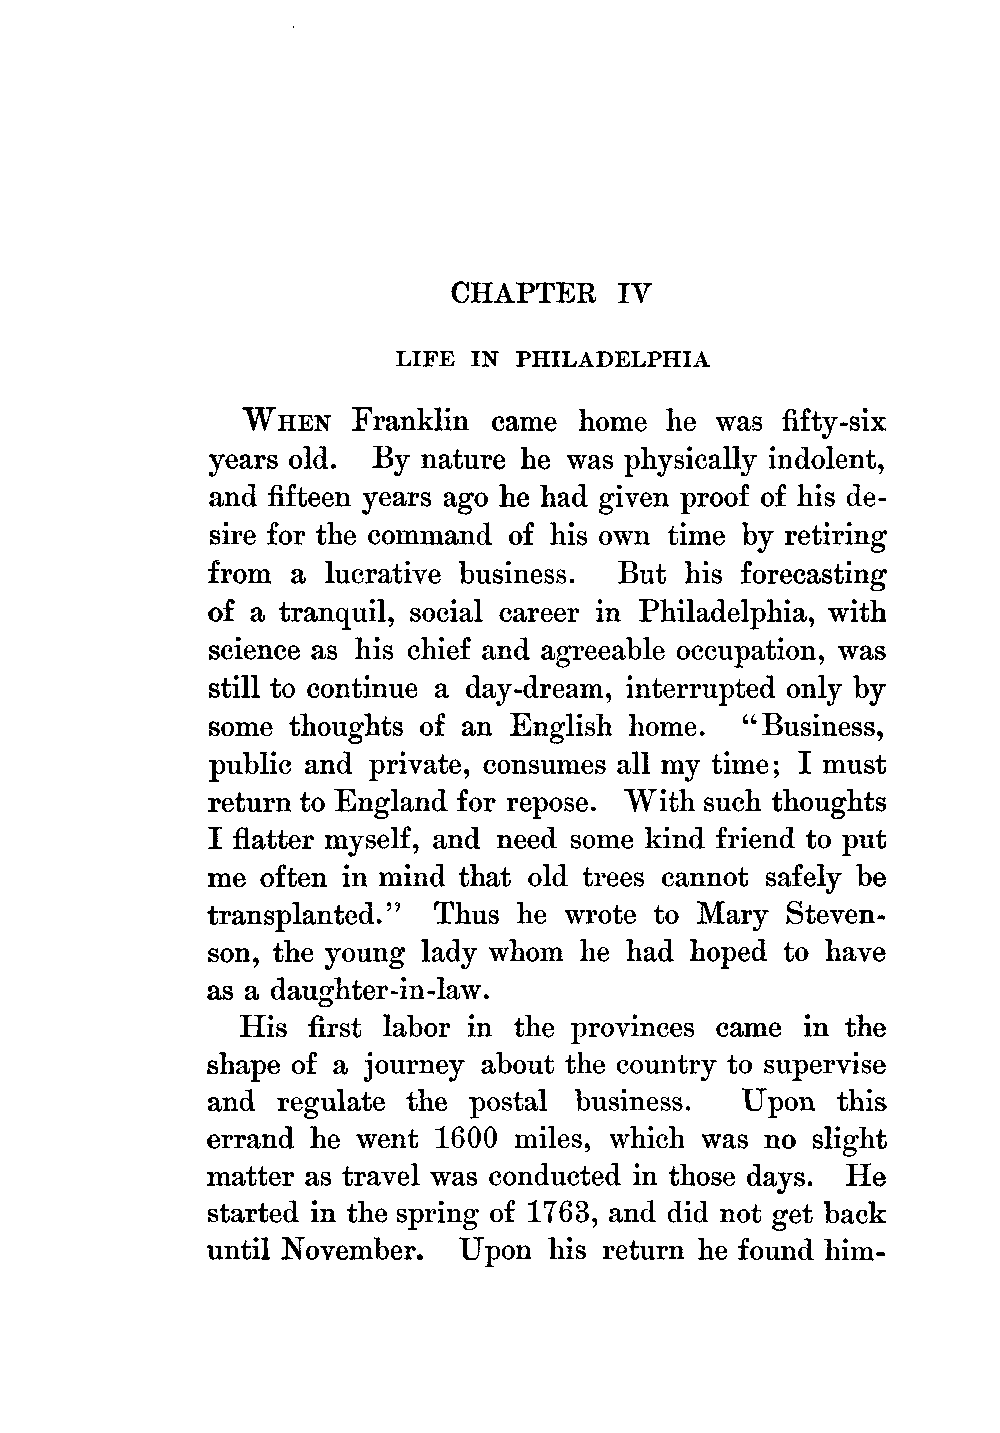 CHAPTER IV
LIFE IN PHILADELPHIA
WHEN Franklin came home he was fifty-six
years old. By nature he was physically indolent,
and fifteen years ago he had given proof of his de-
sire for the command of his own time by retiring
from a lucrative business. But his forecasting
of a tranquil, social career in Philadelphia, with
science as his chief and agreeable occupation, was
still to continue a day-dream, interrupted only by
some thoughts of an English home. "Business,
public and private, consumes all my time; I must
return to England for repose. With such thoughts
I flatter myself, and need some kind friend to put
me often in mind that old trees cannot safely be
transplanted." Thus he wrote to Mary Steven-
son, the young lady whom he had hoped to have
as a daughter-in-law.
His first labor in the provinces came in the
shape of a journey about the country to supervise
and regulate the postal business. Upon this
errand he went 1600 miles, which was no slight
matter as travel was conducted in those days. He
started in the spring of 1763, and did not get back
until November. Upon his return he found him-